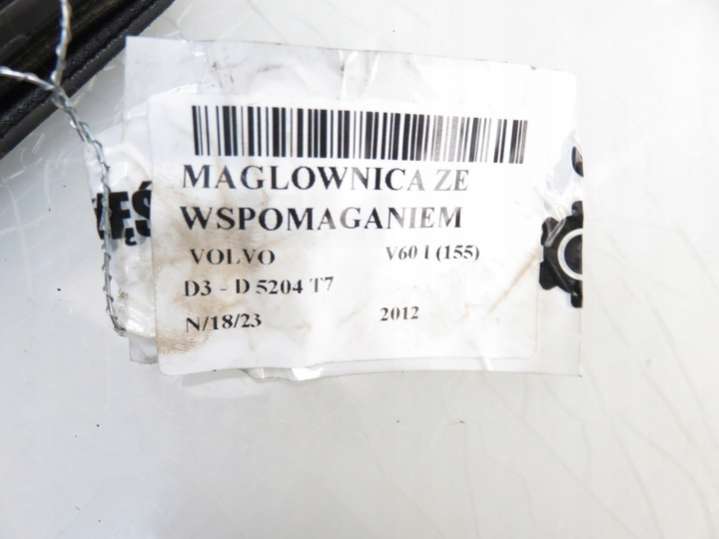 MAGLOWNICA ZE
WSPOMAGANIEM
VOLVO V60 I (155)
D3 - D 5204 T7
N/18/23 2012